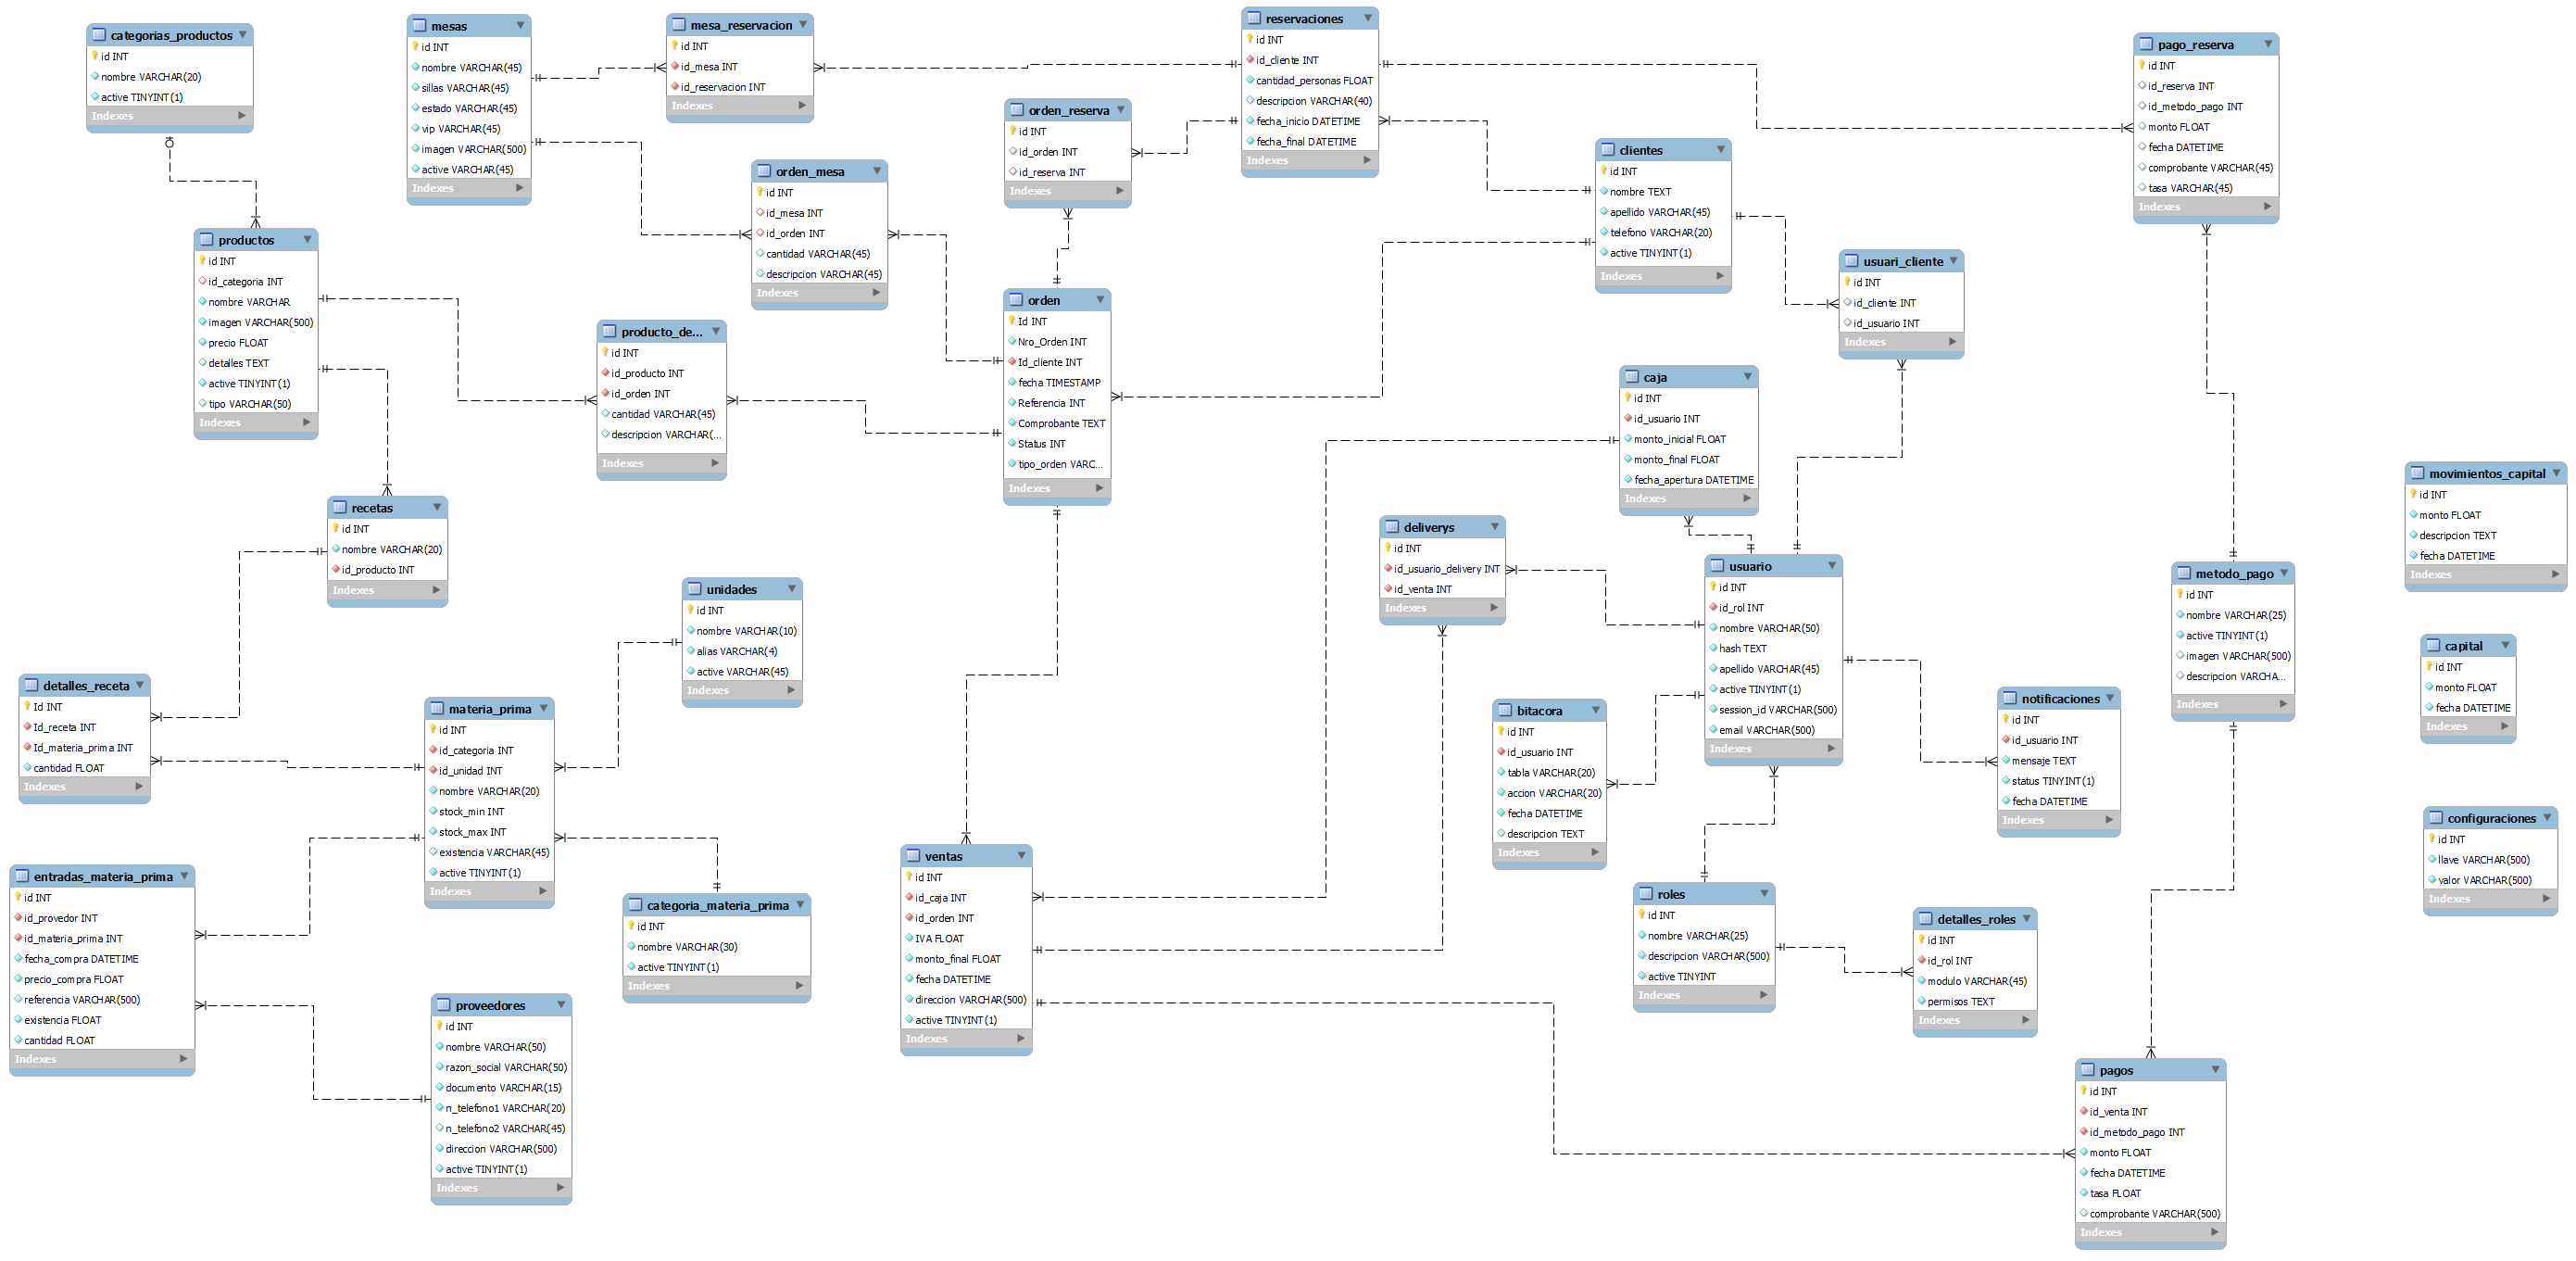 categorias_productos
id INT
nombre VARCHAR(20)
active TINYINT(1)
Indexes
mesas
id INT
nombre VARCHAR(45)
sillas VARCHAR(45)
estado VARCHAR(45)
vip VARCHAR(45)
imagen VARCHAR(500)
active VARCHAR(45)
Indexes
mesa_reservacion
id INT
id_mesa INT
id_reservacion INT
Indexes
reservaciones
id INT
id_cliente INT
cantidad_personas FLOAT
descripcion VARCHAR(40)
fecha_inicio DATETIME
fecha_final DATETIME
Indexes
pago_reserva
id INT
id_reserva INT
id_metodo_pago INT
monto FLOAT
fecha DATETIME
comprobante VARCHAR(45)
tasa VARCHAR(45)
Indexes
orden_reserva
id INT
id_orden INT
id_reserva INT
Indexes
clientes
id INT
nombre TEXT
apellido VARCHAR(45)
telefono VARCHAR(20)
active TINYINT(1)
Indexes
orden_mesa
id INT
id_mesa INT
id_orden INT
cantidad VARCHAR(45)
descripcion VARCHAR(45)
Indexes
productos
id INT
id_categoria INT
nombre VARCHAR
imagen VARCHAR(500)
precio FLOAT
detalles TEXT
active TINYINT(1)
tipo VARCHAR(50)
Indexes
usuari_cliente
id INT
id_cliente INT
id_usuario INT
Indexes
orden
Id INT
Nro_Orden INT
Id_cliente INT
fecha TIMESTAMP
Referencia INT
Comprobante TEXT
Status INT
tipo_orden VARC...
Indexes
producto_de...
id INT
id_producto INT
id_orden INT
cantidad VARCHAR(45)
descripcion VARCHAR(...
Indexes
caja
id INT
id_usuario INT
monto_inicial FLOAT
monto_final FLOAT
fecha_apertura DATETIME
Indexes
movimientos_capital
id INT
monto FLOAT
descripcion TEXT
fecha DATETIME
Indexes
recetas
id INT
nombre VARCHAR(20)
id_producto INT
Indexes
deliverys
id INT
id_usuario_delivery INT
id_venta INT
Indexes
usuario
id INT
id_rol INT
nombre VARCHAR(50)
hash TEXT
apellido VARCHAR(45)
active TINYINT(1)
session_id VARCHAR(500)
email VARCHAR(500)
Indexes
metodo_pago
id INT
nombre VARCHAR(25)
active TINYINT(1)
imagen VARCHAR(500)
descripcion VARCHA...
Indexes
unidades
id INT
nombre VARCHAR(10)
alias VARCHAR(4)
active VARCHAR(45)
Indexes
capital
id INT
monto FLOAT
fecha DATETIME
Indexes
detalles_receta
Id INT
Id_receta INT
Id_materia_prima INT
cantidad FLOAT
Indexes
materia_prima
id INT
id_categoria INT
id_unidad INT
nombre VARCHAR(20)
stock_min INT
stock_max INT
existencia VARCHAR(45)
active TINYINT(1)
Indexes
bitacora
id INT
id_usuario INT
tabla VARCHAR(20)
accion VARCHAR(20)
fecha DATETIME
descripcion TEXT
Indexes
notificaciones
id INT
id_usuario INT
mensaje TEXT
status TINYINT(1)
fecha DATETIME
Indexes
configuraciones
id INT
llave VARCHAR(500)
valor VARCHAR(500)
Indexes
ventas
id INT
id_caja INT
id_orden INT
IVA FLOAT
monto_final FLOAT
fecha DATETIME
direccion VARCHAR(500)
active TINYINT(1)
Indexes
entradas_materia_prima
id INT
id_provedor INT
id_materia_prima INT
fecha_compra DATETIME
precio_compra FLOAT
referencia VARCHAR(500)
existencia FLOAT
cantidad FLOAT
Indexes
categoria_materia_prima
id INT
nombre VARCHAR(30)
active TINYINT(1)
Indexes
roles
id INT
nombre VARCHAR(25)
descripcion VARCHAR(500)
active TINYINT
Indexes
detalles_roles
id INT
id_rol INT
modulo VARCHAR(45)
permisos TEXT
Indexes
proveedores
id INT
nombre VARCHAR(50)
razon_social VARCHAR(50)
documento VARCHAR(15)
n_telefono1 VARCHAR(20)
n_telefono2 VARCHAR(45)
direccion VARCHAR(500)
active TINYINT(1)
Indexes
pagos
id INT
id_venta INT
id_metodo_pago INT
monto FLOAT
fecha DATETIME
tasa FLOAT
comprobante VARCHAR(500)
Indexes